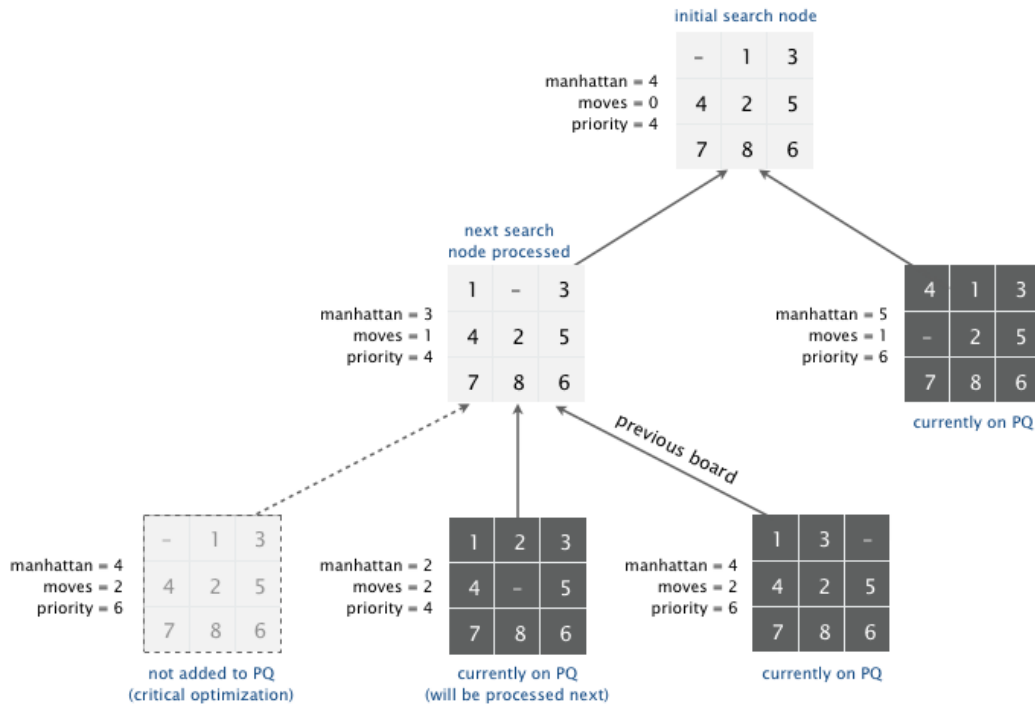 initial search node
manhattan = 4
moves = 0
priority = 4
– 1 3
4 2 5
7 8 6
next search
node processed
manhattan = 3
moves = 1
priority = 4
1 – 3
4 2 5
7 8 6
manhattan = 5
moves = 1
priority = 6
4 1 3
– 2 5
7 8 6
currently on PQ
previous board
manhattan = 4
moves = 2
priority = 6
– 1 3
4 2 5
7 8 6
not added to PQ
(critical optimization)
manhattan = 2
moves = 2
priority = 4
1 2 3
4 – 5
7 8 6
currently on PQ
(will be processed next)
manhattan = 4
moves = 2
priority = 6
1 3 –
4 2 5
7 8 6
currently on PQ